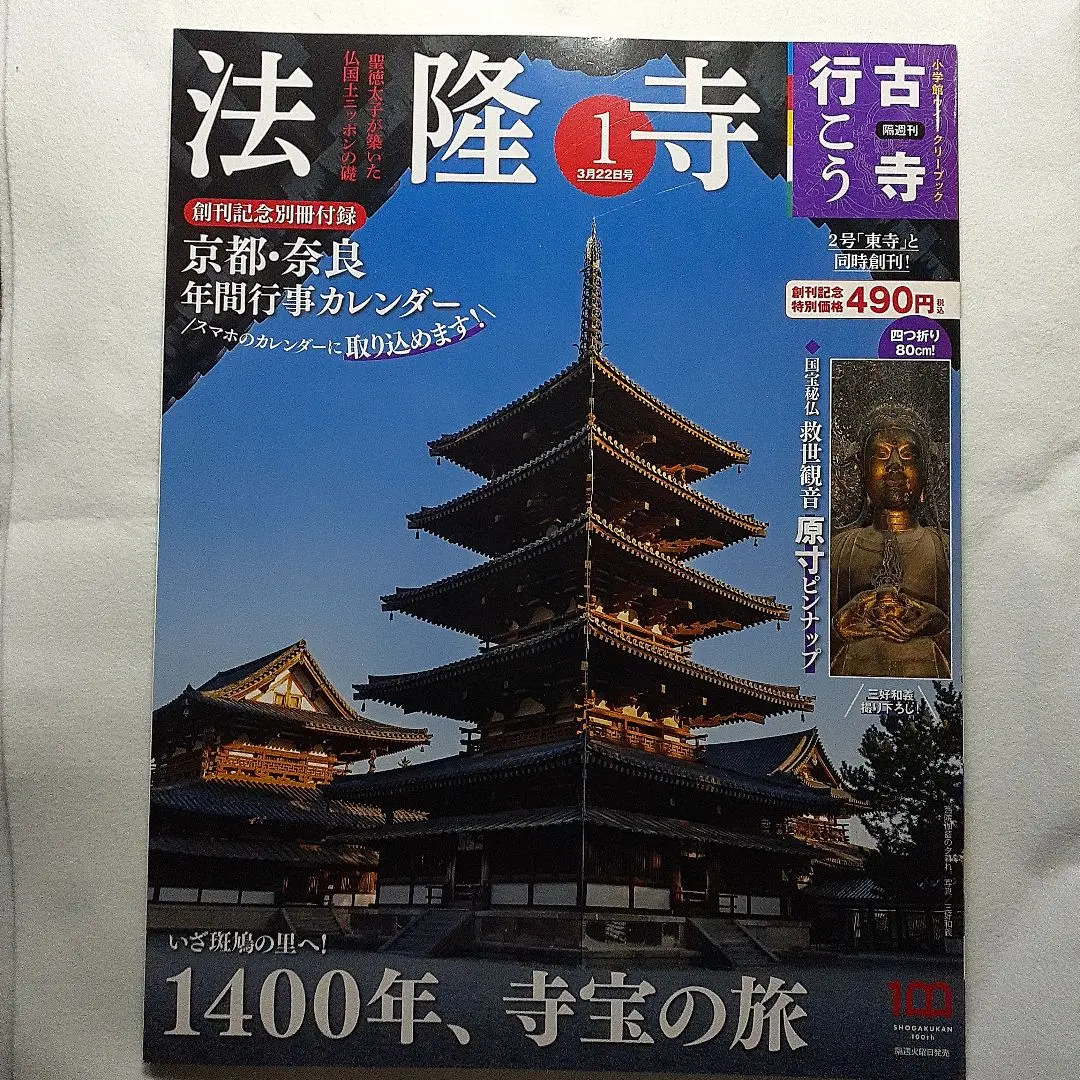 法隆寺
聖徳太子が築いた
仏国土ニッポンの礎
1
3月22日号
小学館ウイークリーブック
古寺
行こう
隔週刊
2号「東寺」と
同時創刊!
創刊記念
特別価格 490円 税込
創刊記念別冊付録
京都・奈良
年間行事カレンダー
スマホのカレンダーに取り込めます!
四つ折り
80cm!
◆国宝秘仏 救世観音 原寸ピンナップ
三好和義
撮り下ろし!
いざ斑鳩の里へ!
1400年、寺宝の旅
100
SHOGAKUKAN
100th
隔週火曜日発売